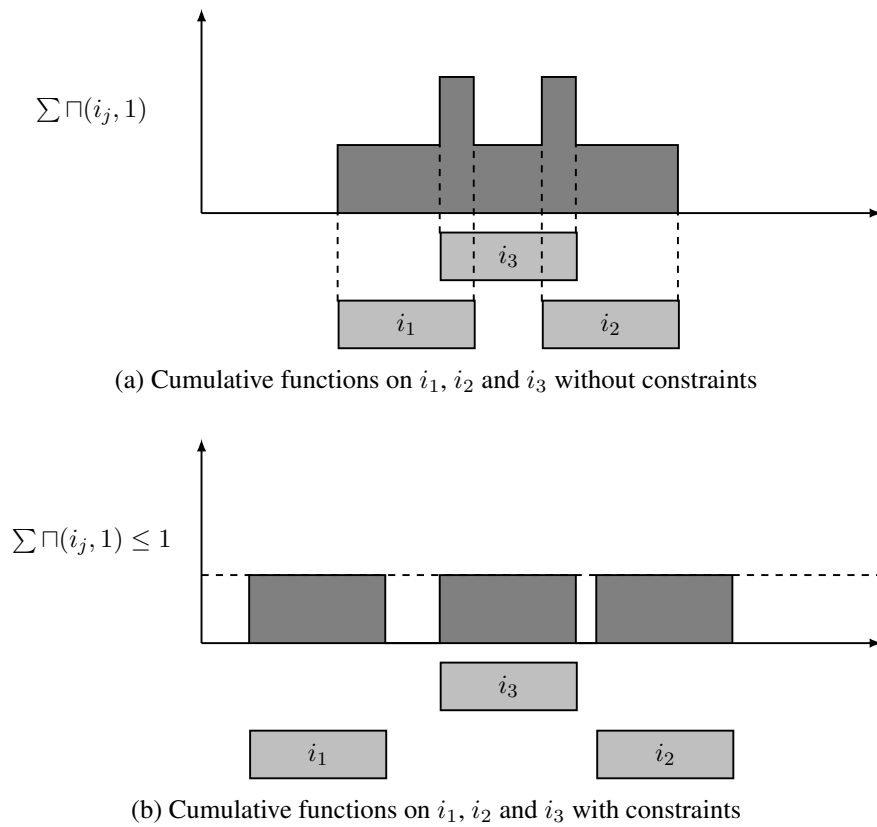 ∑ ⊓(i_j, 1)
i_3
i_1
i_2
(a) Cumulative functions on i_1, i_2 and i_3 without constraints
∑ ⊓(i_j, 1) ≤ 1
i_3
i_1
i_2
(b) Cumulative functions on i_1, i_2 and i_3 with constraints